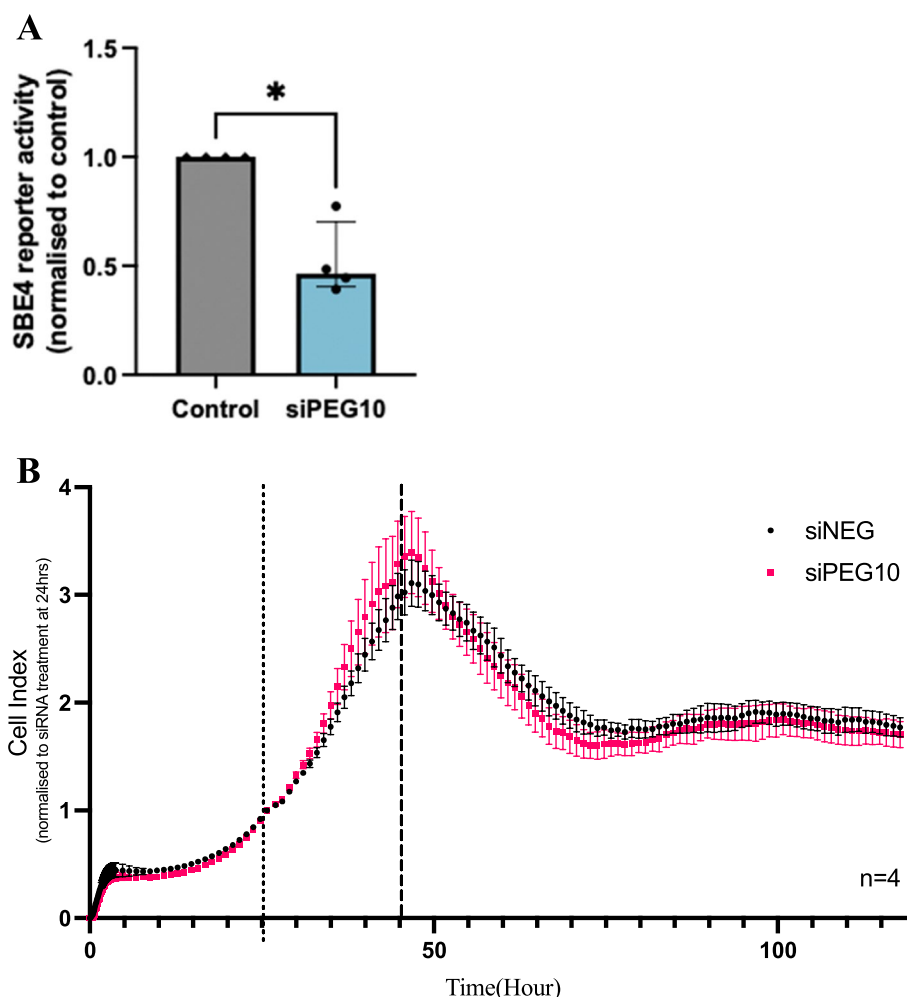 A
SBE4 reporter activity
(normalised to control)
1.5
1.0
0.5
0.0
*
Control
siPEG10
B
Cell Index
(normalised to siRNA treatment at 24hrs)
4
3
2
1
0
siNEG
siPEG10
n=4
0
50
100
Time(Hour)